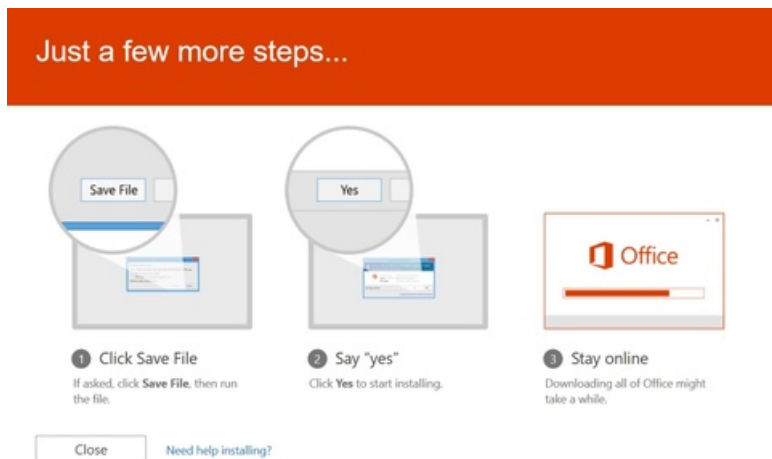 Just a few more steps...
Save File
Yes
Office
1 Click Save File
If asked, click Save File, then run
the file.
2 Say "yes"
Click Yes to start installing.
3 Stay online
Downloading all of Office might
take a while.
Close
Need help installing?